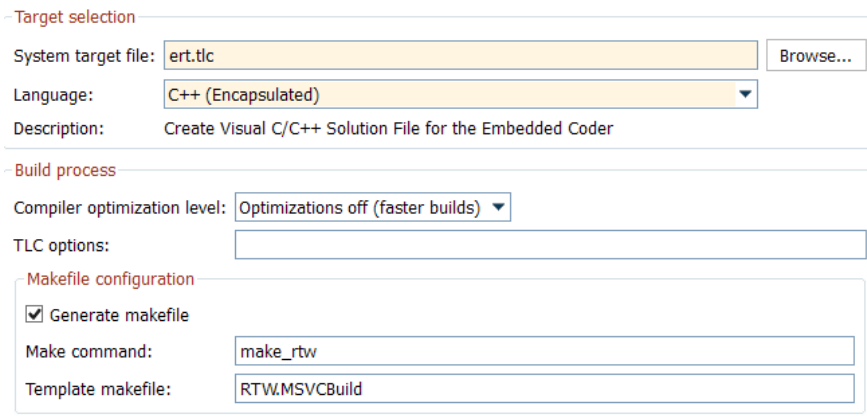 Target selection
System target file: ert.tlc Browse...
Language: C++ (Encapsulated)
Description: Create Visual C/C++ Solution File for the Embedded Coder
Build process
Compiler optimization level: Optimizations off (faster builds)
TLC options:
Makefile configuration
Generate makefile
Make command: make_rtw
Template makefile: RTW.MSVCBuild